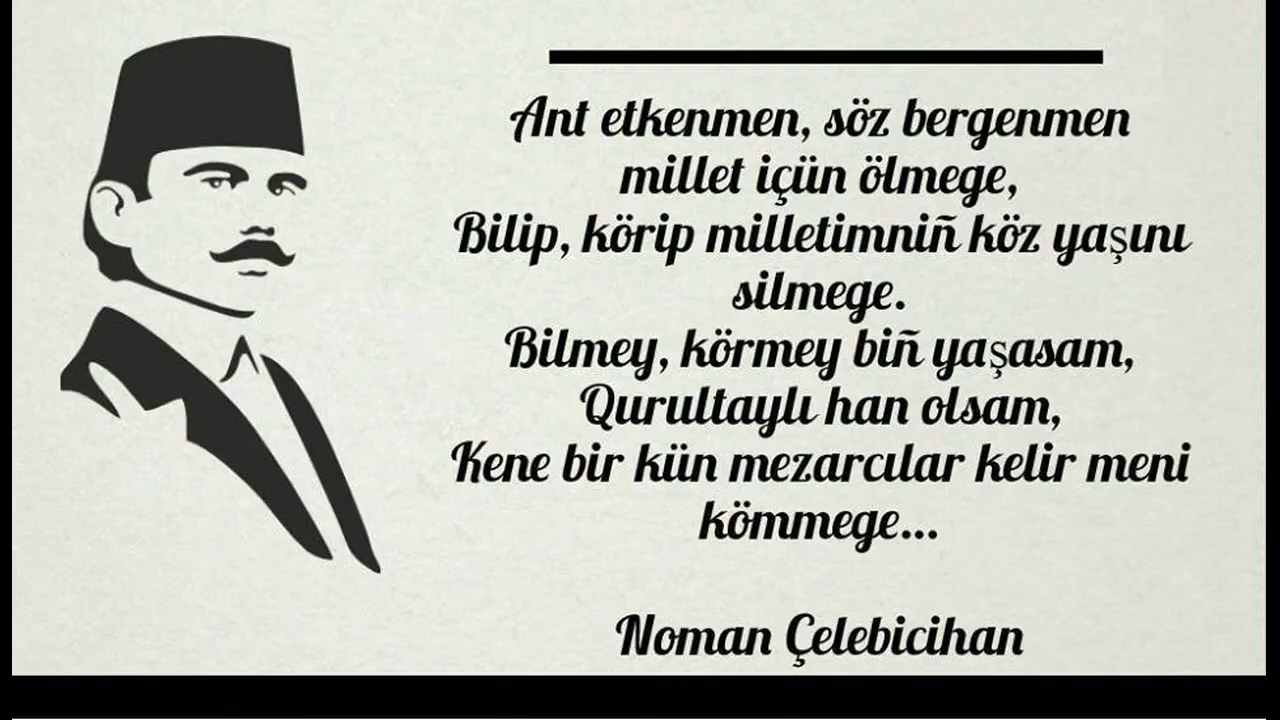 Ant etkenmen, söz bergenmen
millet içün ölmege,
Bilip, körip milletimniñ köz yaşını
silmege.
Bilmey, körmey biñ yaşasam,
Qurultaylı han olsam,
Kene bir kün mezarcılar kelir meni
kömmege...
Noman Çelebicihan